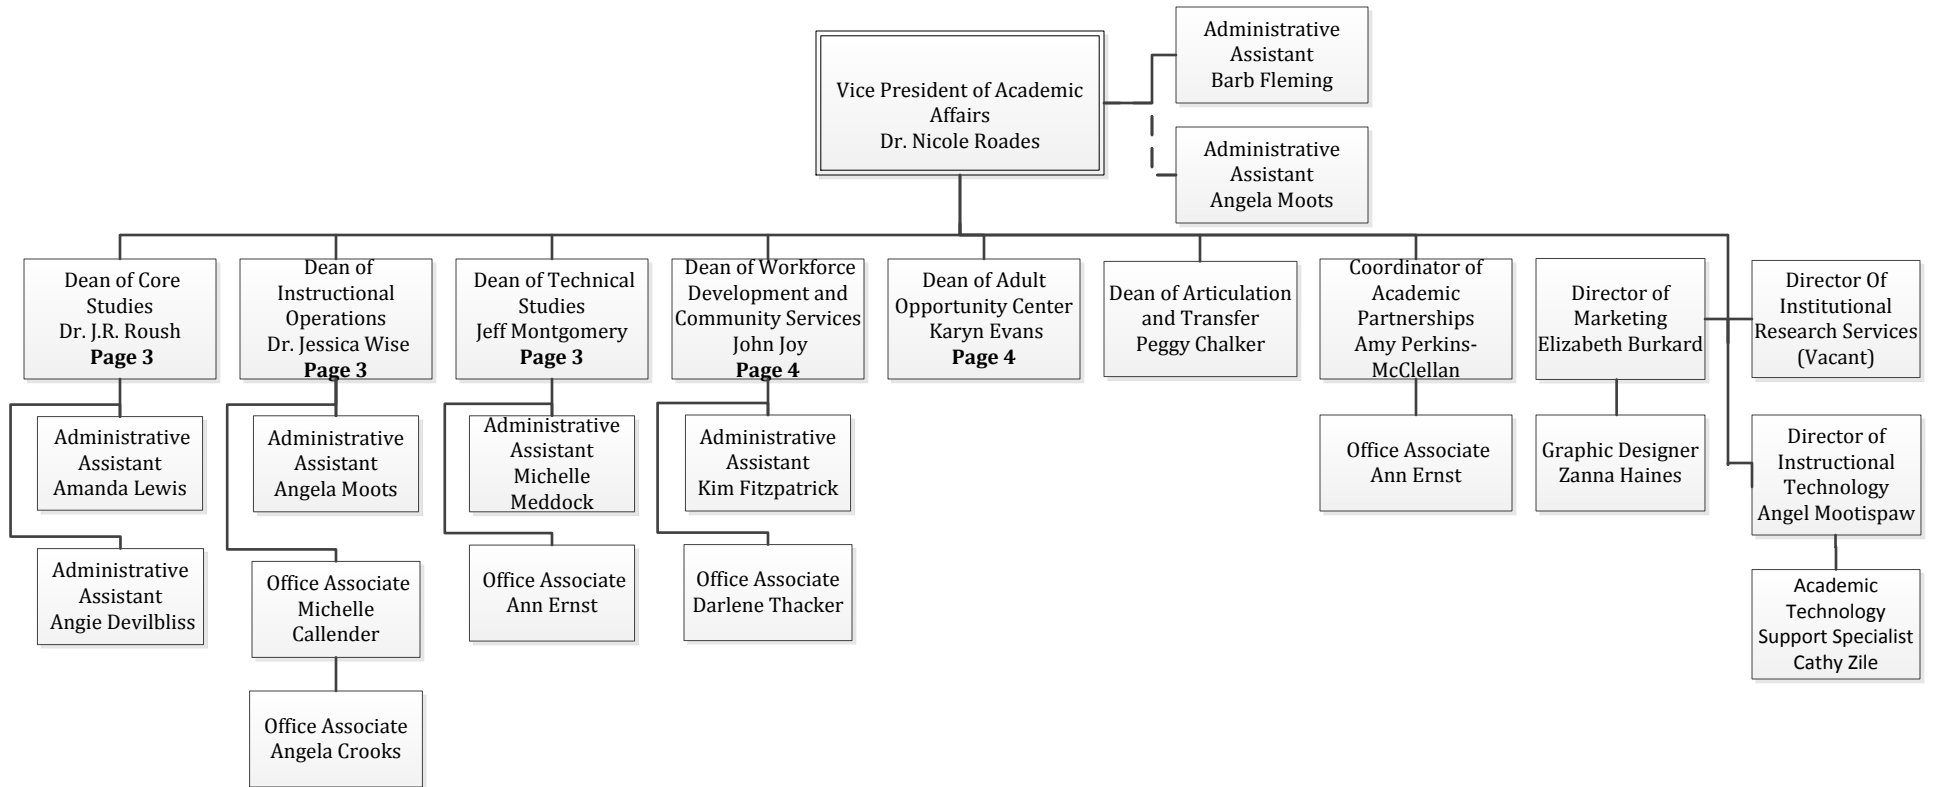 Administrative
Assistant
Barb Fleming
Vice President of Academic
Affairs
Dr. Nicole Roades
Administrative
Assistant
Angela Moots
Dean of Core
Studies
Dr. J.R. Roush
Page 3
Dean of
Instructional
Operations
Dr. Jessica Wise
Page 3
Dean of Technical
Studies
Jeff Montgomery
Page 3
Dean of Workforce
Development and
Community Services
John Joy
Page 4
Dean of Adult
Opportunity Center
Karyn Evans
Page 4
Dean of Articulation
and Transfer
Peggy Chalker
Coordinator of
Academic
Partnerships
Amy Perkins-
McClellan
Director of
Marketing
Elizabeth Burkard
Director Of
Institutional
Research Services
(Vacant)
Administrative
Assistant
Amanda Lewis
Administrative
Assistant
Angela Moots
Administrative
Assistant
Michelle
Meddock
Administrative
Assistant
Kim Fitzpatrick
Office Associate
Ann Ernst
Graphic Designer
Zanna Haines
Director of
Instructional
Technology
Angel Mootispaw
Administrative
Assistant
Angie Devilbliss
Office Associate
Michelle
Callender
Office Associate
Ann Ernst
Office Associate
Darlene Thacker
Academic
Technology
Support Specialist
Cathy Zile
Office Associate
Angela Crooks